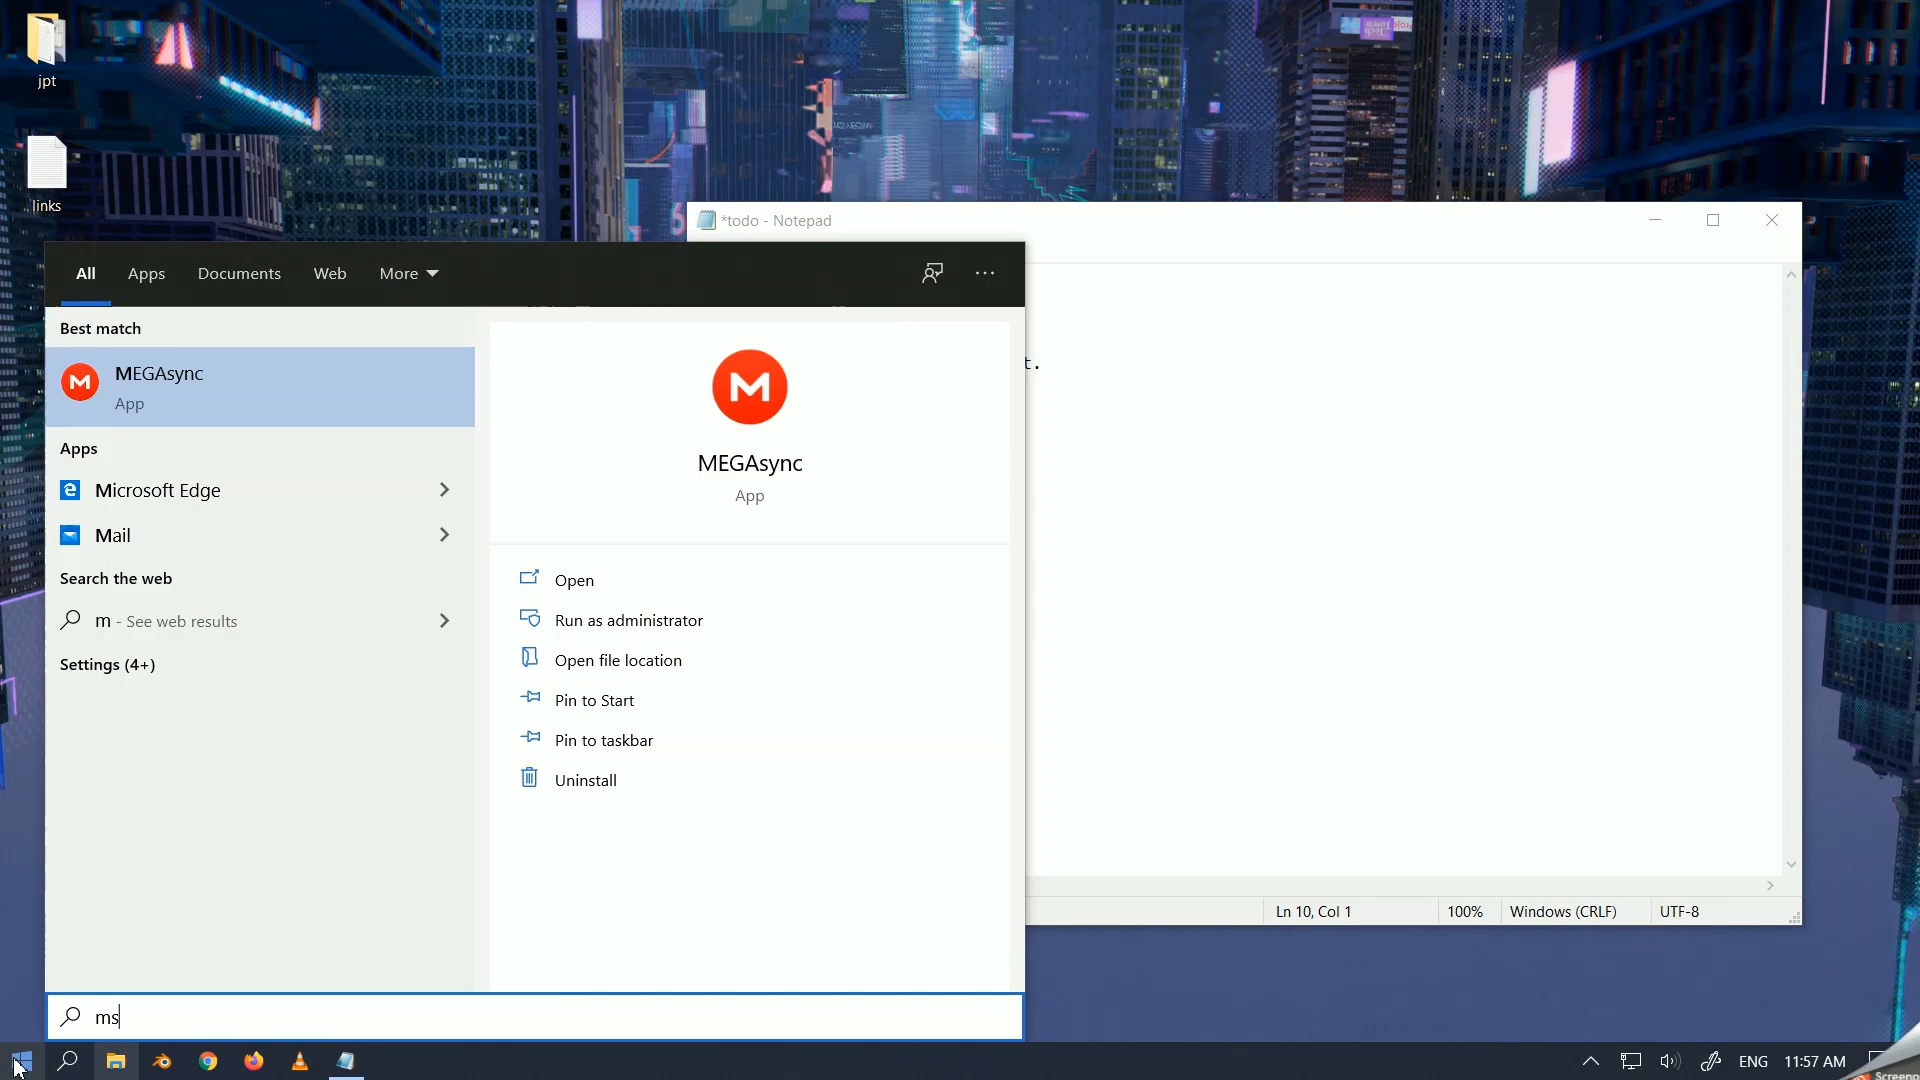 jpt
links
*todo - Notepad
All
Apps
Documents
Web
More
Best match
MEGAsync
App
Apps
Microsoft Edge
Mail
Search the web
m - See web results
Settings (4+)
MEGAsync
App
Open
Run as administrator
Open file location
Pin to Start
Pin to taskbar
Uninstall
t.
Ln 10, Col 1
100%
Windows (CRLF)
UTF-8
ms
ENG
11:57 AM